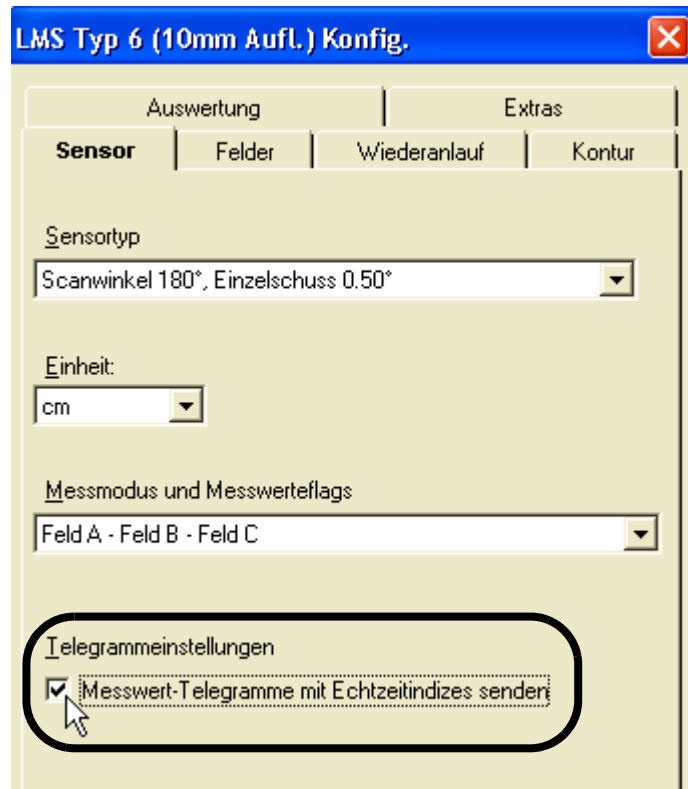 LMS Typ 6 (10mm Aufl.) Konfig.
Auswertung Extras
Sensor Felder Wiederanlauf Kontur
Sensortyp
Scanwinkel 180°, Einzelschuss 0.50°
Einheit:
cm
Messmodus und Messwerteflags
Feld A - Feld B - Feld C
Telegrammeinstellungen
Messwert-Telegramme mit Echtzeitindizes senden